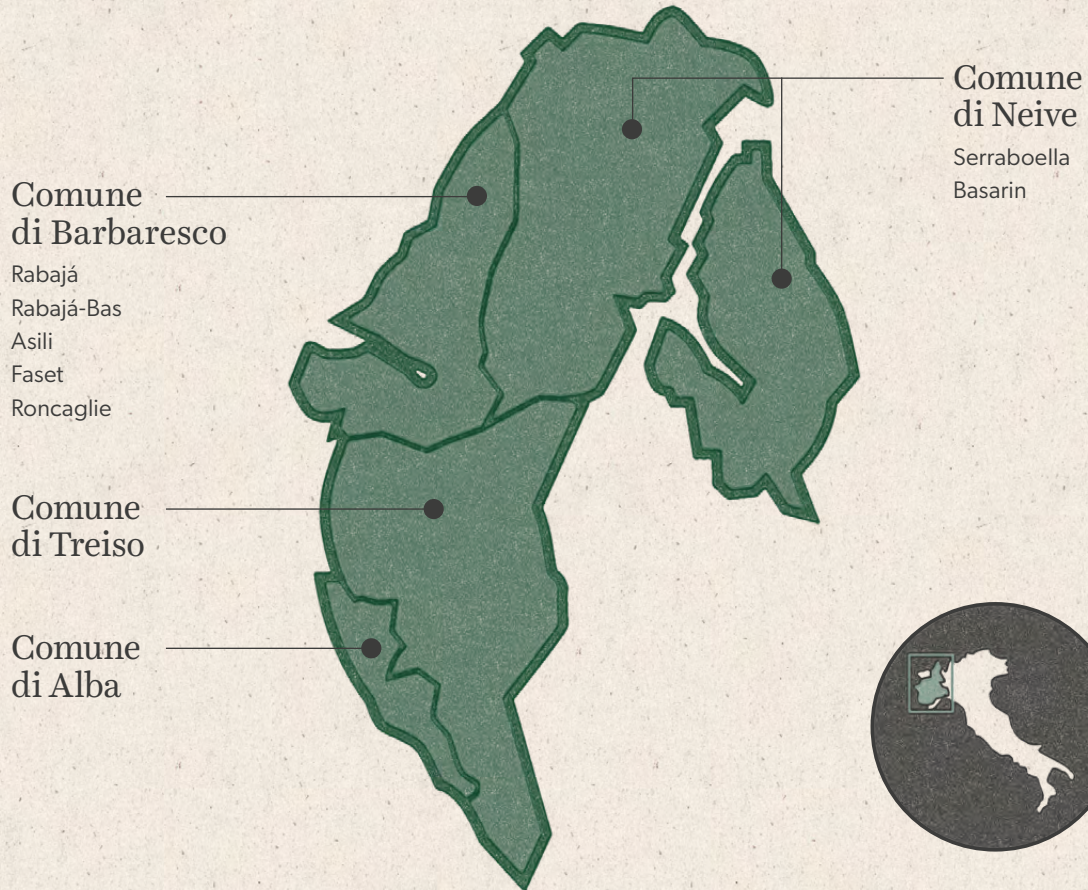 Comune
di Neive
Serraboella
Basarin
Comune
di Barbaresco
Rabajá
Rabajá-Bas
Asili
Faset
Roncaglie
Comune
di Treiso
Comune
di Alba